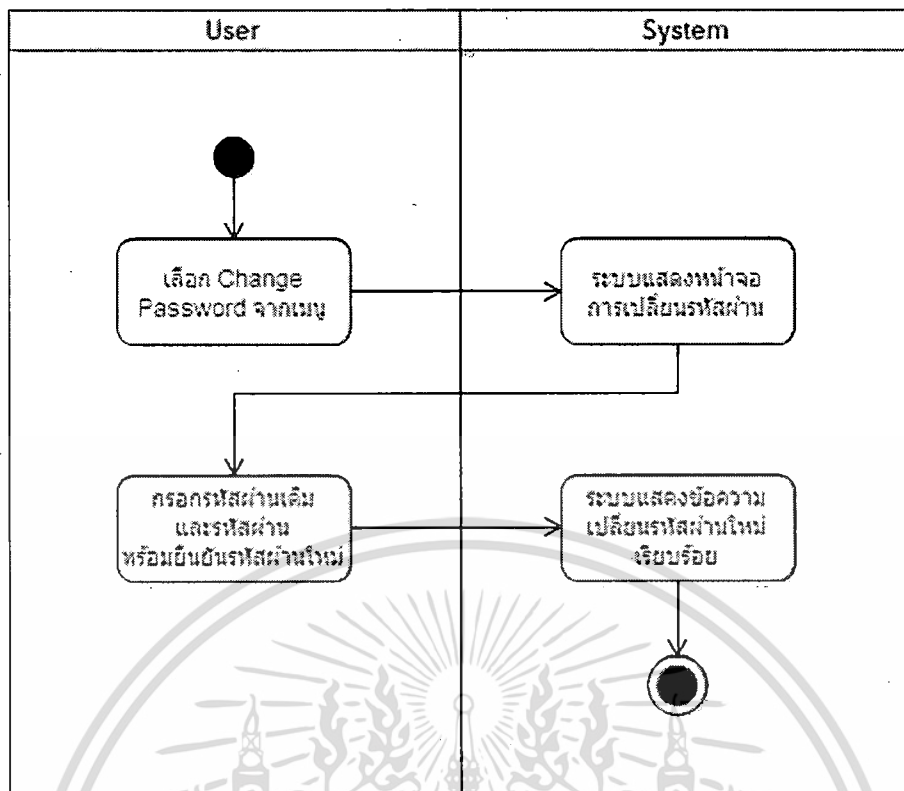 User
System
เลือก Change
Password จากเมนู
ระบบแสดงหน้าจอ
การเปลี่ยนรหัสผ่าน
กรอกรหัสผ่านเดิม
และรหัสผ่าน
พร้อมยืนยันรหัสผ่านใหม่
ระบบแสดงข้อความ
เปลี่ยนรหัสผ่านใหม่
เรียบร้อย